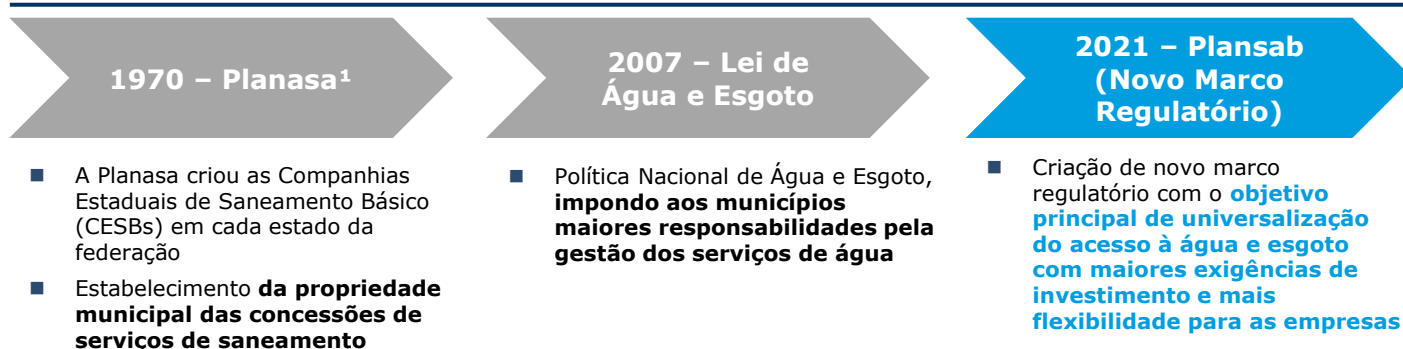 1970 – Planasa¹
2007 – Lei de
Água e Esgoto
2021 – Plansab
(Novo Marco
Regulatório)
■ A Planasa criou as Companhias
Estaduais de Saneamento Básico
(CESBs) em cada estado da
federação
■ Estabelecimento da propriedade
municipal das concessões de
serviços de saneamento
■ Política Nacional de Água e Esgoto,
impondo aos municípios
maiores responsabilidades pela
gestão dos serviços de água
■ Criação de novo marco
regulatório com o objetivo
principal de universalização
do acesso à água e esgoto
com maiores exigências de
investimento e mais
flexibilidade para as empresas